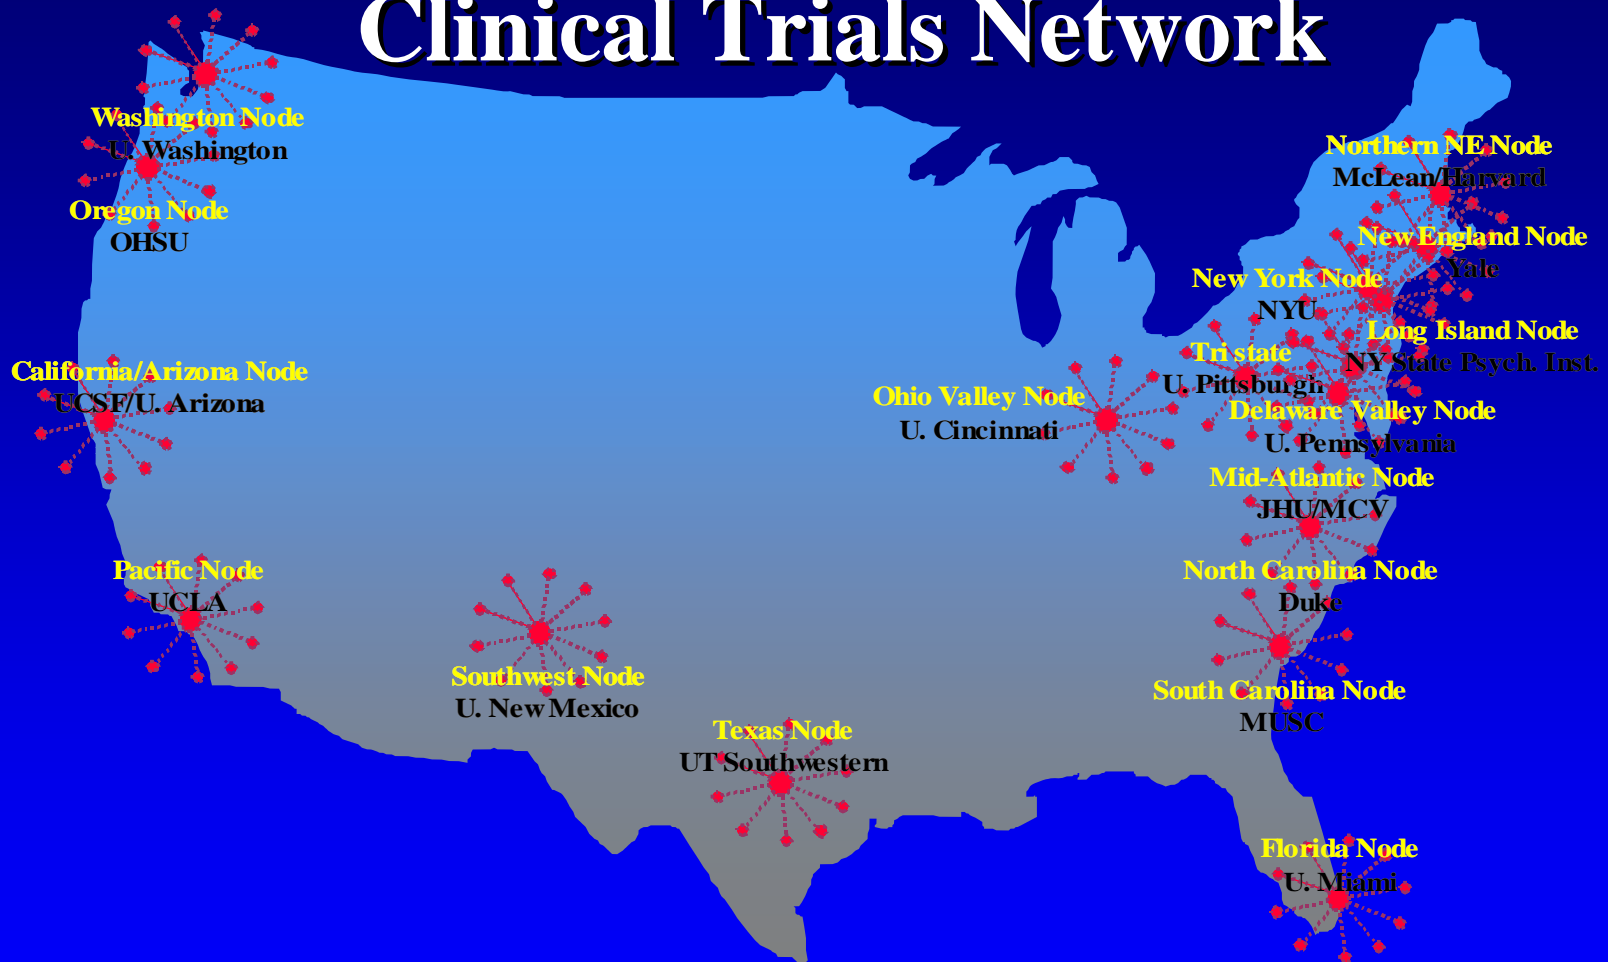 Clinical Trials Network
Washington Node
U. Washington
Oregon Node
OHSU
California/Arizona Node
UCSF/U. Arizona
Pacific Node
UCLA
Southwest Node
U. New Mexico
Texas Node
UT Southwestern
Ohio Valley Node
U. Cincinnati
Northern NE Node
McLean/Harvard
New England Node
Yale
New York Node
NYU
Long Island Node
NY State Psych. Inst.
Tri state
U. Pittsburgh
Delaware Valley Node
U. Pennsylvania
Mid-Atlantic Node
JHU/MCV
North Carolina Node
Duke
South Carolina Node
MUSC
Florida Node
U. Miami